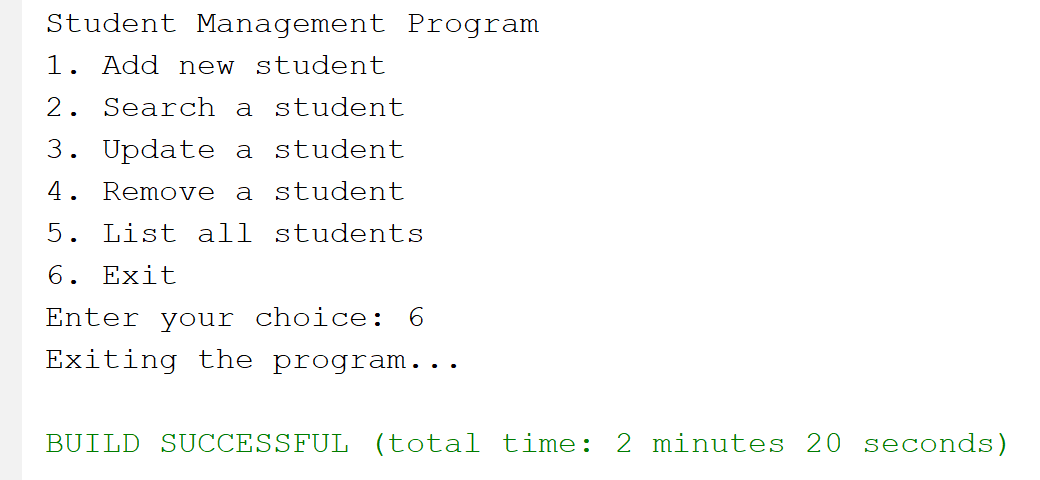 Student Management Program
1. Add new student
2. Search a student
3. Update a student
4. Remove a student
5. List all students
6. Exit
Enter your choice: 6
Exiting the program...
BUILD SUCCESSFUL (total time: 2 minutes 20 seconds)